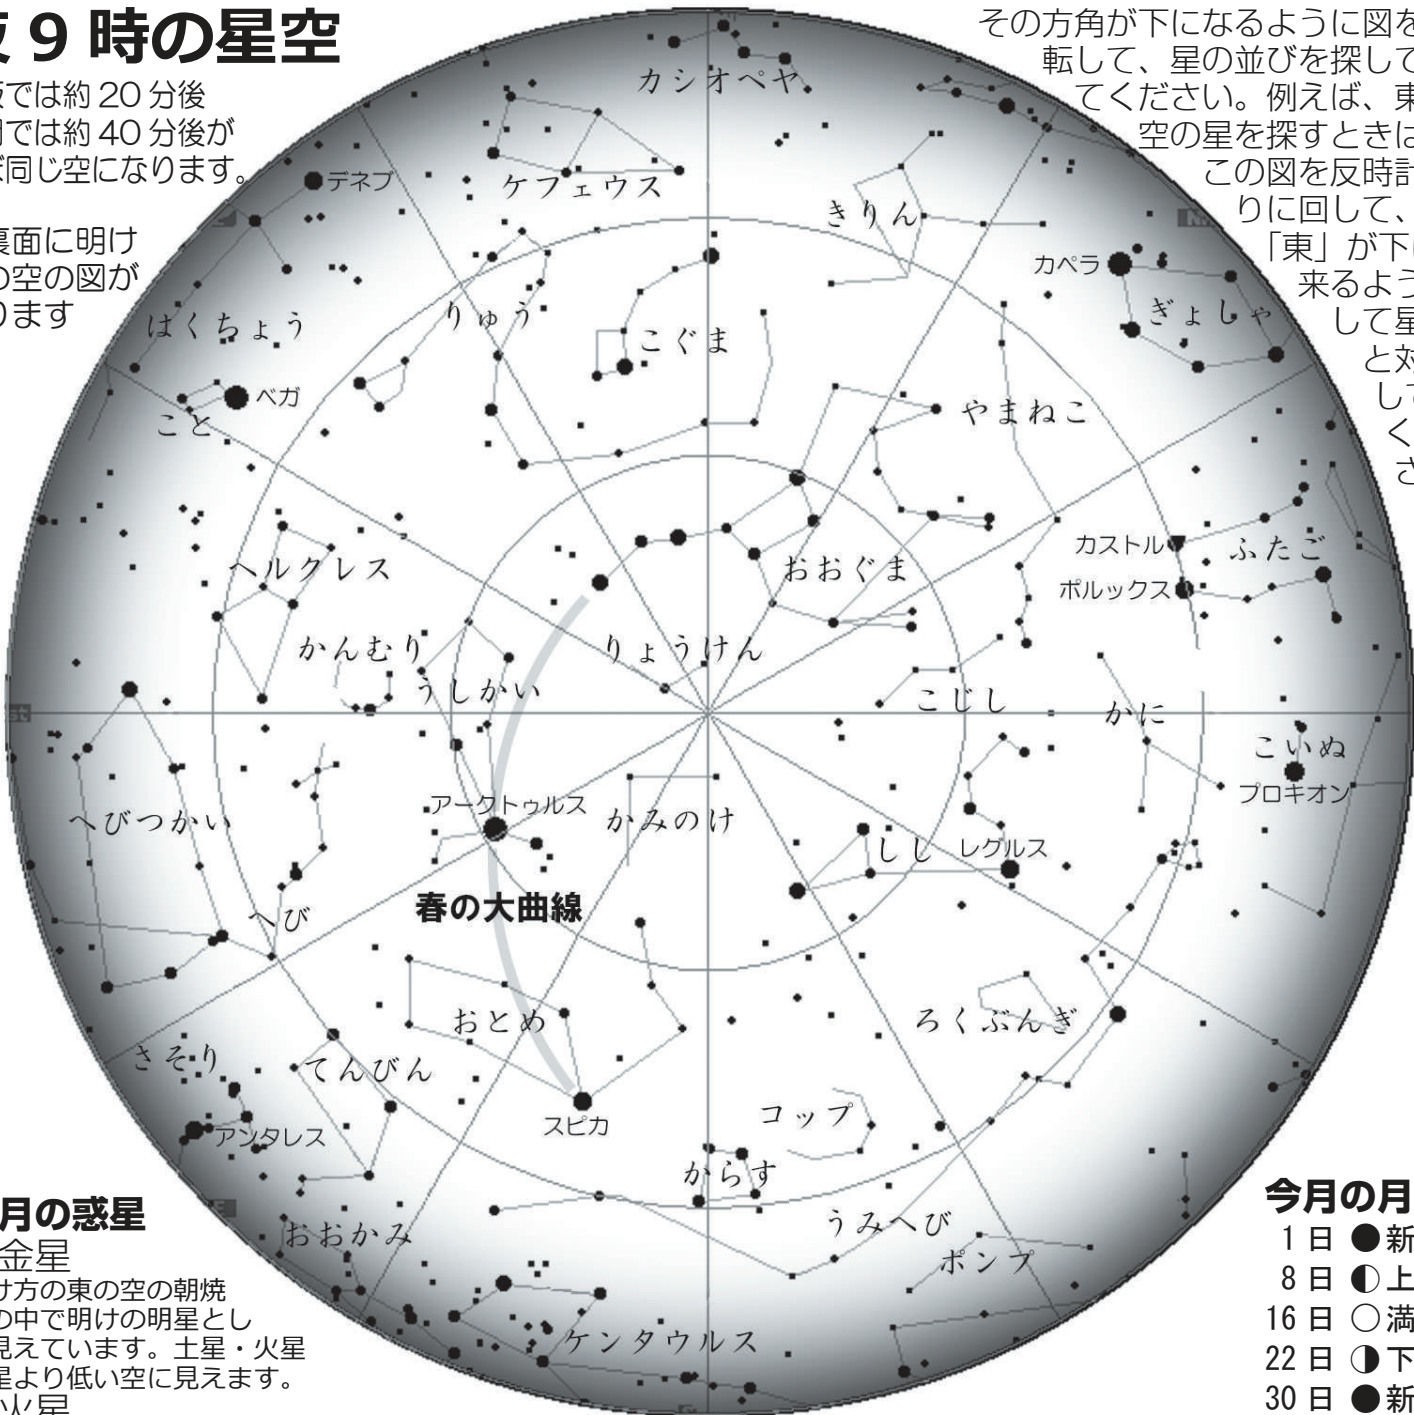 9 時の星空
では約 20 分後
では約 40 分後が
同じ空になります。
裏面に明け
の空の図が
ります
その方角が下になるように図を
転して、星の並びを探して
てください。例えば、東
空の星を探すときは
この図を反時計
りに回して、
「東」が下に
来るよう
して星
と対
して
く
さ
カシオペヤ
ケフェウス
デネブ
きりん
カペラ
ぎょしゃ
はくちょう
りゅう
こぐま
ベガ
こと
やまねこ
ヘルクレス
おおぐま
カストル
ふたご
ポルックス
かんむり
りょうけん
うしかい
こじし
かに
こいぬ
プロキオン
へびつかい
アークトゥルス
かみのけ
しし
レグルス
春の大曲線
へび
おとめ
ろくぶんぎ
さそり
てんびん
アンタレス
スピカ
コップ
からす
うみへび
おおかみ
ポンプ
ケンタウルス
月の惑星
金星
け方の東の空の朝焼
の中で明けの明星とし
見えています。土星・火星
星より低い空に見えます。
火星
今月の月
1 日 ●新
8 日 ◐上
16 日 ○満
22 日 ◑下
30 日 ●新